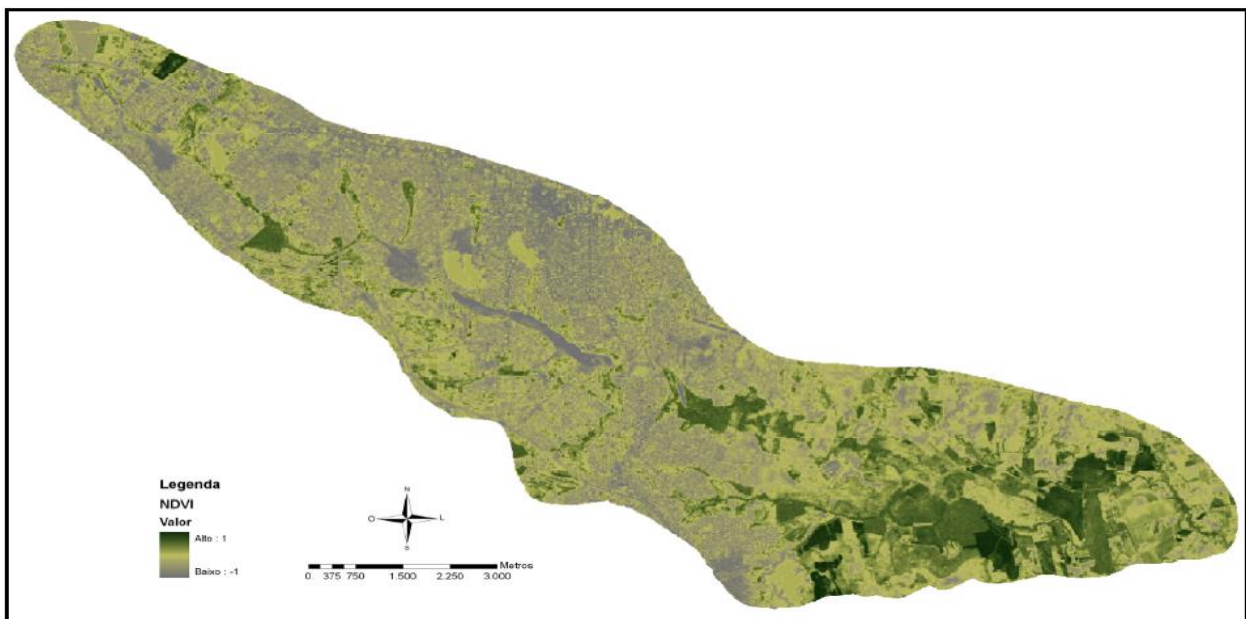 Legenda
NDVI
Valor
Alto : 1
Baixo : -1
N
O L
S
0 375 750 1.500 2.250 3.000 Metros